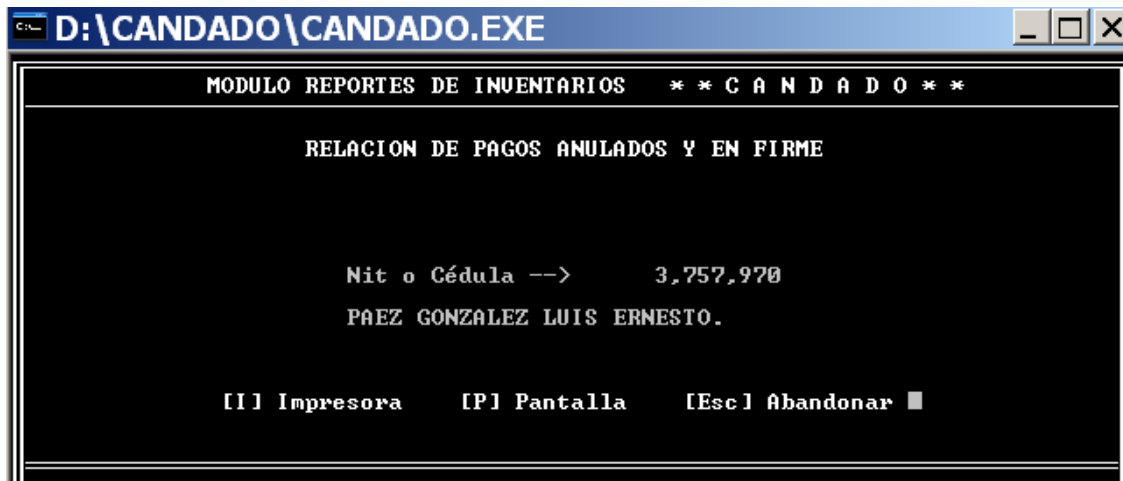 D:\CANDADO\CANDADO.EXE
MODULO REPORTES DE INVENTARIOS * * C A N D A D O * *
RELACION DE PAGOS ANULADOS Y EN FIRME
Nit o Cédula --> 3,757,970
PAEZ GONZALEZ LUIS ERNESTO.
[I] Impresora [P] Pantalla [Esc] Abandonar